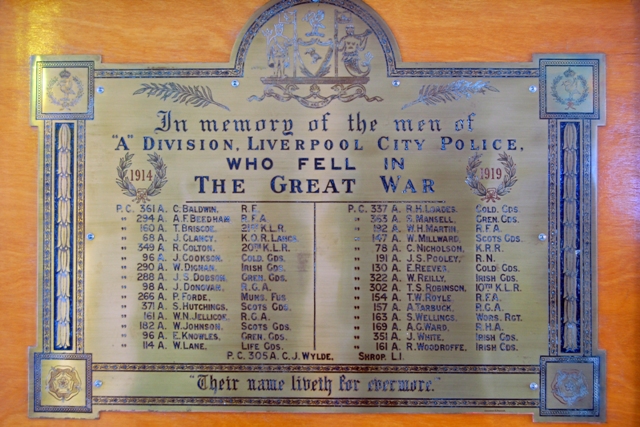 In memory of the men of
"A" DIVISION, LIVERPOOL CITY POLICE,
WHO FELL IN
1914
THE GREAT WAR
1919
P.C. 361 A. C. BALDWIN, R.E.
294 A. A.F. BEEDHAM, R.F.A.
160 A. T. BRISCOE, 21TH K.L.R.
68 A. J. CLANCY, K.O.R. LANCR
349 A. R. COLTON, 20TH K.L.R.
96 A. J. COOKSON, COLD. GDS.
290 A. W. DIGNAN, IRISH GDS.
288 A. J.S. DOBSON, GREN. GDS.
98 A. J. DONOVAN, R.G.A.
266 A. P. FORDE, MUNS. FUS
371 A. S. HUTCHINGS, SCOTS GDS.
161 A. W.N. JELLICOE, R.G.A.
182 A. W. JOHNSON, SCOTS GDS.
96 A. E. KNOWLES, GREN. GDS.
114 A. W. LANE, LIFE GDS.
P.C. 337 A. R.H. LOADES, COLD. GDS.
363 A. S. MANSELL, GREN. GDS.
192 A. W.H. MARTIN, R.F.A.
147 A. W. MILLWARD, SCOTS GDS.
78 A. C. NICHOLSON, K.R.R.
191 A. J.S. POOLEY, R.N.
130 A. E. REEVES, COLD. GDS.
322 A. W. REILLY, IRISH GDS.
302 A. T.S. ROBINSON, 10TH K.L.R.
154 A. T.W. ROYLE, R.F.A.
157 A. A. TARBUCK, R.G.A.
163 A. S. WELLINGS, WORS. RGT.
169 A. A.G. WARD, R.H.A.
351 A. J. WHITE, IRISH GDS.
161 A. R. WOODROFFE, IRISH GDS.
P.C. 305 A. C.J. WYLDE, SHROP. L.I.
"Their name liveth for evermore."